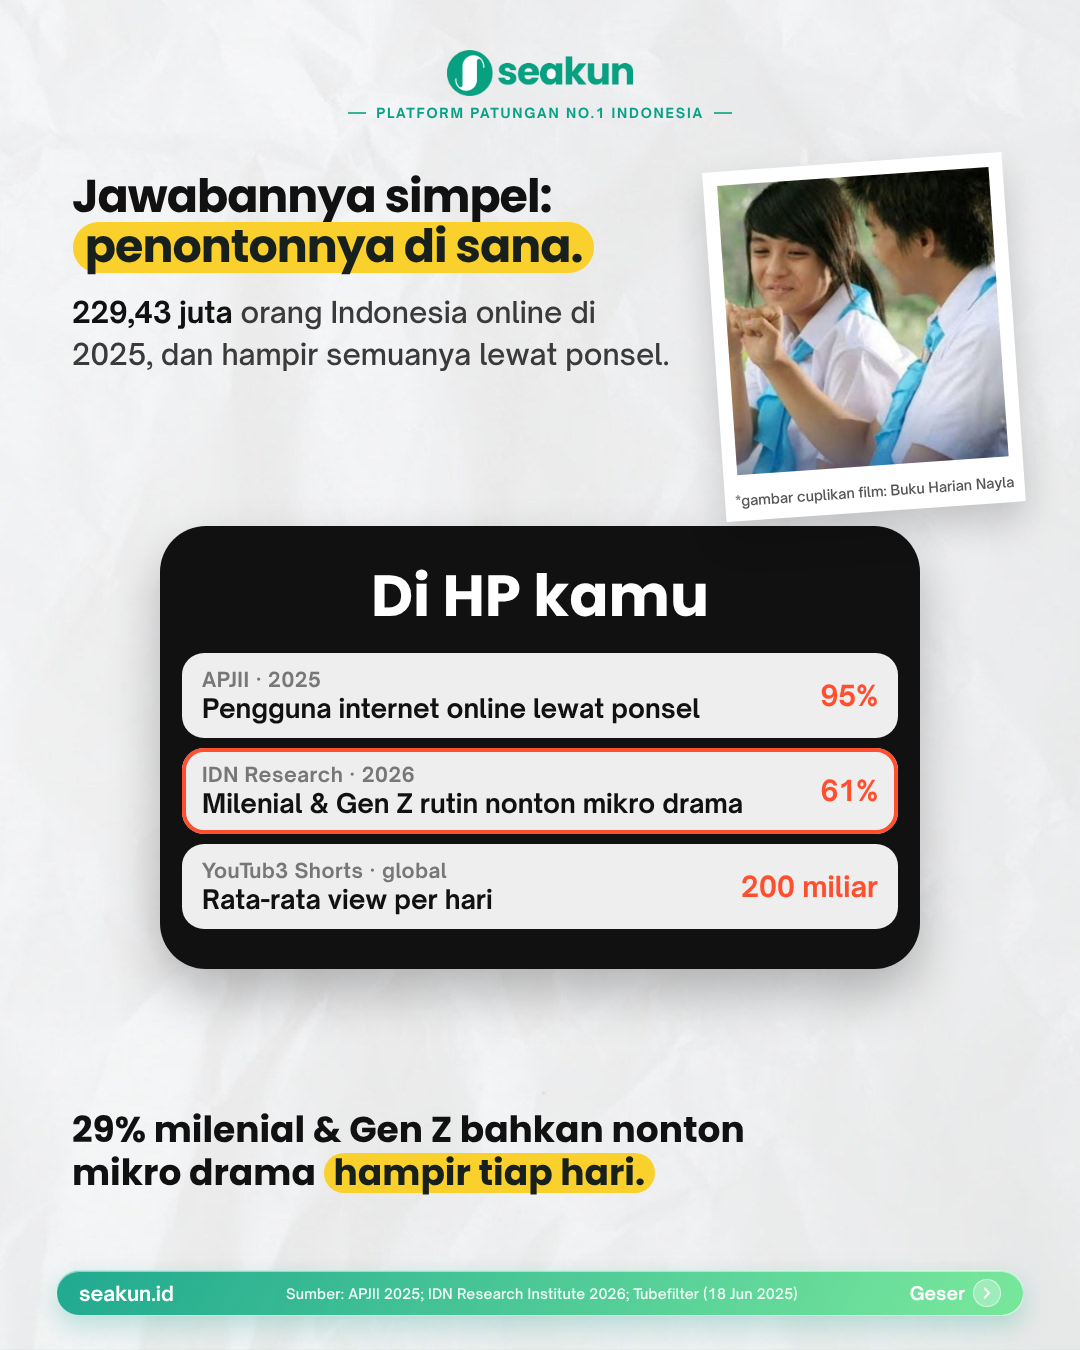 seakun
PLATFORM PATUNGAN NO.1 INDONESIA
Jawabannya simpel:
penontonnya di sana.
229,43 juta orang Indonesia online di
2025, dan hampir semuanya lewat ponsel.
*gambar cuplikan film: Buku Harian Nayla
Di HP kamu
APJII · 2025
Pengguna internet online lewat ponsel
95%
IDN Research · 2026
Milenial & Gen Z rutin nonton mikro drama
61%
YouTub3 Shorts · global
Rata-rata view per hari
200 miliar
29% milenial & Gen Z bahkan nonton
mikro drama hampir tiap hari.
seakun.id
Sumber: APJII 2025; IDN Research Institute 2026; Tubefilter (18 Jun 2025)
Geser